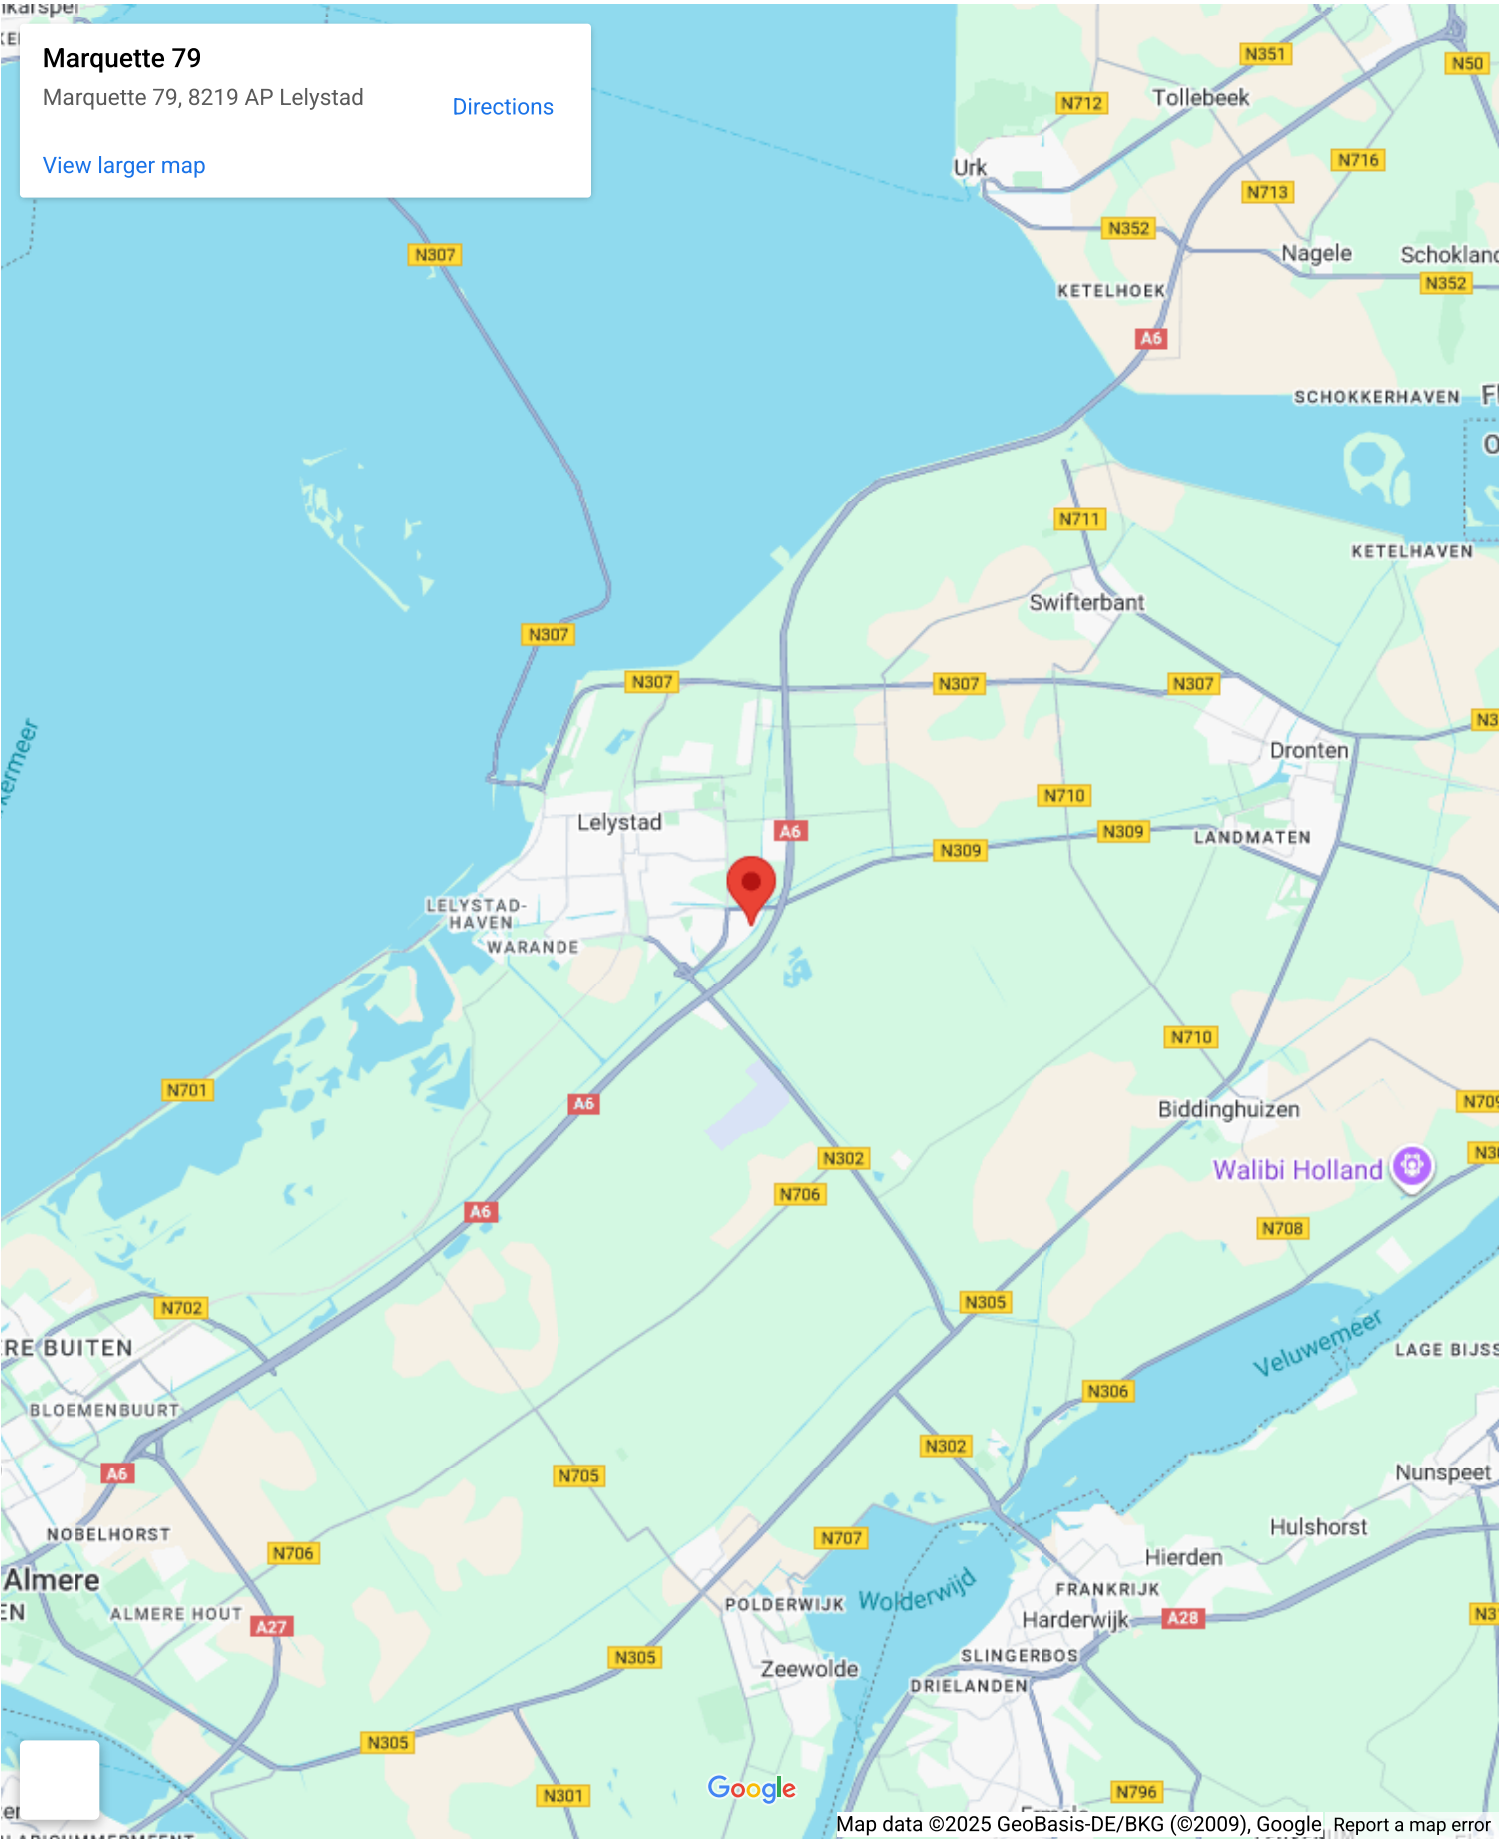 Marquette 79
Marquette 79, 8219 AP Lelystad
Directions
View larger map
N351
N50
N712
Tollebeek
Urk
N716
N713
N352
N307
Nagele
N352
KETELHOEK
A6
SCHOKKERHAVEN
N711
KETELHAVEN
Swifterbant
N307
N307
N307
N307
Dronten
N710
Lelystad
A6
N309
N309
LANDMATEN
LELYSTAD-
HAVEN
WARANDE
N710
N701
A6
Biddinghuizen
N302
Walibi Holland
N706
A6
N708
N702
N305
Veluwemeer
BUITEN
N306
BLOEMENBUURT
N302
A6
N705
Nunspeet
NOBELHORST
N707
Hulshorst
N706
Hierden
Almere
Wolderwijd
FRANKRIJK
POLDERWIJK
ALMERE HOUT
A27
Harderwijk
A28
N305
SLINGERBOS
Zeewolde
DRIELANDEN
N305
N301
Google
N796
Map data ©2025 GeoBasis-DE/BKG (©2009), Google
Report a map error